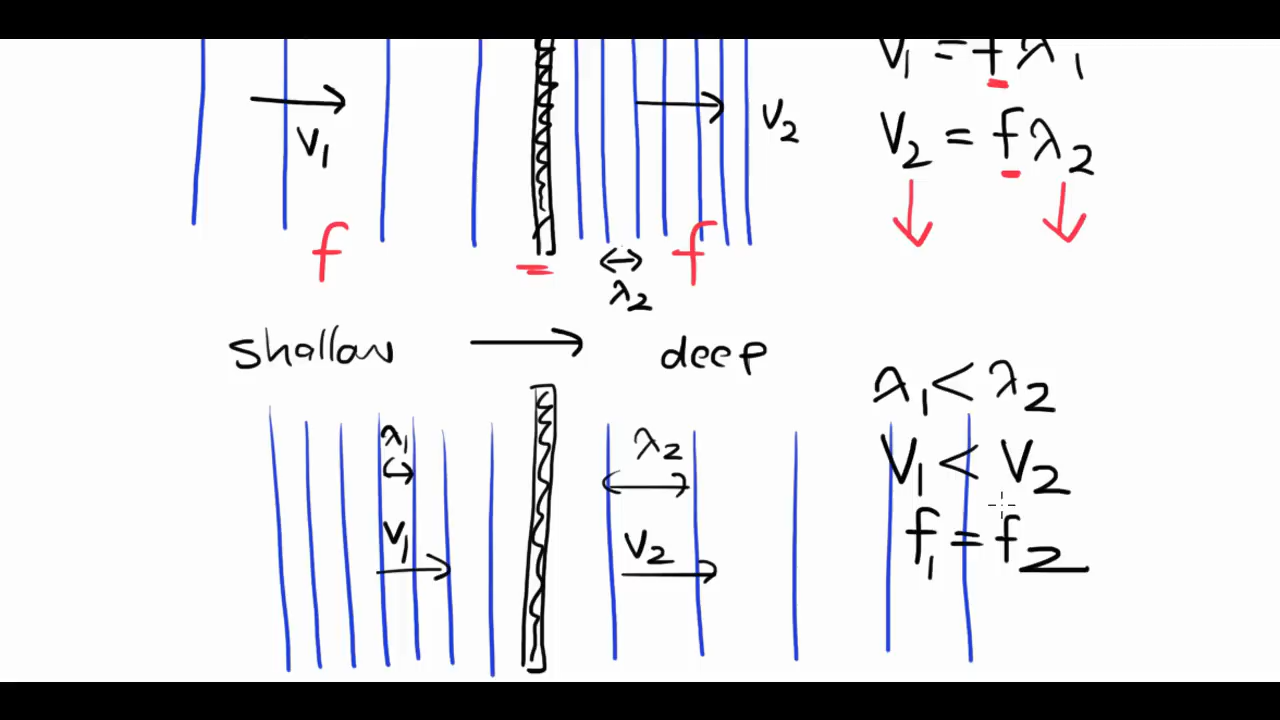 V₁ = fλ₁
V₁
V₂
V₂ = fλ₂
f
f
λ₂
shallow → deep
λ₁ < λ₂
λ₁
λ₂
V₁ < V₂
V₁
V₂
f₁ = f₂